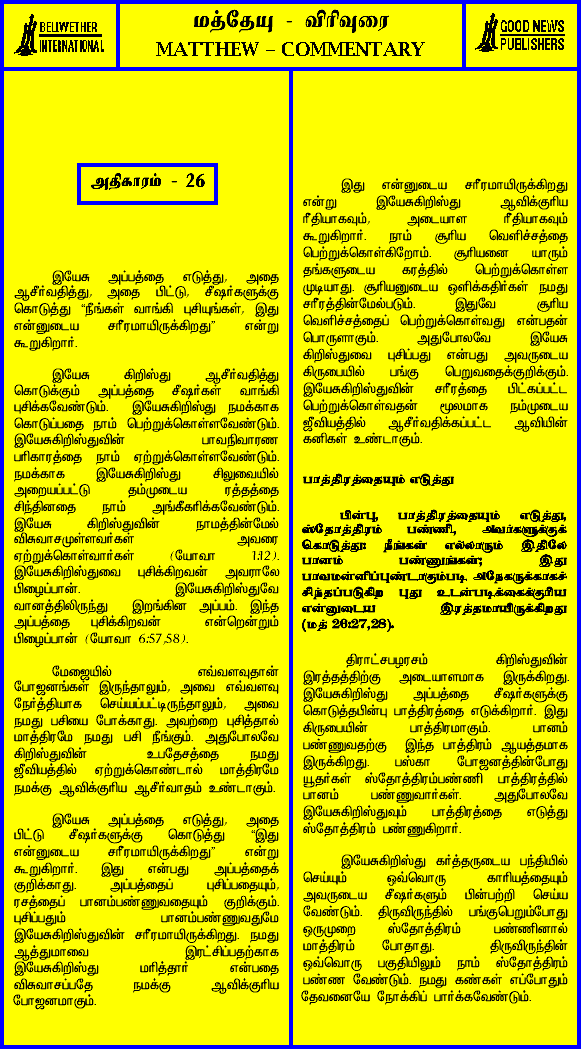 BELLWETHER
INTERNATIONAL
மத்தேயு - விரிவுரை
MATTHEW – COMMENTARY
GOOD NEWS
PUBLISHERS
அதிகாரம் - 26
இயேசு அப்பத்தை எடுத்து, அதை
ஆசீர்வதித்து, அதை பிட்டு, சீஷர்களுக்கு
கொடுத்து “நீங்கள் வாங்கி புசியுங்கள், இது
என்னுடைய சரீரமாயிருக்கிறது” என்று
கூறுகிறார்.
இயேசு கிறிஸ்து ஆசீர்வதித்து
கொடுக்கும் அப்பத்தை சீஷர்கள் வாங்கி
புசிக்கவேண்டும். இயேசுகிறிஸ்து நமக்காக
கொடுப்பதை நாம் பெற்றுக்கொள்ளவேண்டும்.
இயேசுகிறிஸ்துவின் பாவநிவாரண
பரிகாரத்தை நாம் ஏற்றுக்கொள்ளவேண்டும்.
நமக்காக இயேசுகிறிஸ்து சிலுவையில்
அறையப்பட்டு தம்முடைய ரத்தத்தை
சிந்தினதை நாம் அங்கீகரிக்கவேண்டும்.
இயேசு கிறிஸ்துவின் நாமத்தின்மேல்
விசுவாசமுள்ளவர்கள் அவரை
ஏற்றுக்கொள்வார்கள் (யோவா 1:12).
இயேசுகிறிஸ்துவை புசிக்கிறவன் அவராலே
பிழைப்பான். இயேசுகிறிஸ்துவே
வானத்திலிருந்து இறங்கின அப்பம். இந்த
அப்பத்தை புசிக்கிறவன் என்றென்றும்
பிழைப்பான் (யோவா 6:57,58).
மேஜையில் எவ்வளவுதான்
போஜனங்கள் இருந்தாலும், அவை எவ்வளவு
நேர்த்தியாக செய்யப்பட்டிருந்தாலும், அவை
நமது பசியை போக்காது. அவற்றை புசித்தால்
மாத்திரமே நமது பசி நீங்கும். அதுபோலவே
கிறிஸ்துவின் உபதேசத்தை நமது
ஜீவியத்தில் ஏற்றுக்கொண்டால் மாத்திரமே
நமக்கு ஆவிக்குரிய ஆசீர்வாதம் உண்டாகும்.
இயேசு அப்பத்தை எடுத்து, அதை
பிட்டு சீஷர்களுக்கு கொடுத்து “இது
என்னுடைய சரீரமாயிருக்கிறது” என்று
கூறுகிறார். இது என்பது அப்பத்தைக்
குறிக்காது. அப்பத்தைப் புசிப்பதையும்,
ரசத்தைப் பானம்பண்ணுவதையும் குறிக்கும்.
புசிப்பதும் பானம்பண்ணுவதுமே
இயேசுகிறிஸ்துவின் சரீரமாயிருக்கிறது. நமது
ஆத்துமாவை இரட்சிப்பதற்காக
இயேசுகிறிஸ்து மரித்தார் என்பதை
விசுவாசப்பதே நமக்கு ஆவிக்குரிய
போஜனமாகும்.
இது என்னுடைய சரீரமாயிருக்கிறது
என்று இயேசுகிறிஸ்து ஆவிக்குரிய
ரீதியாகவும், அடையாள ரீதியாகவும்
கூறுகிறார். நாம் சூரிய வெளிச்சத்தை
பெற்றுக்கொள்கிறோம். சூரியனை யாரும்
தங்களுடைய கரத்தில் பெற்றுக்கொள்ள
முடியாது. சூரியனுடைய ஒளிக்கதிர்கள் நமது
சரீரத்தின்மேல்படும். இதுவே சூரிய
வெளிச்சத்தைப் பெற்றுக்கொள்வது என்பதன்
பொருளாகும். அதுபோலவே இயேசு
கிறிஸ்துவை புசிப்பது என்பது அவருடைய
கிருபையில் பங்கு பெறுவதைக்குறிக்கும்.
இயேசுகிறிஸ்துவின் சரீரத்தை பிட்கப்பட்ட
பெற்றுக்கொள்வதன் மூலமாக நம்முடைய
ஜீவியத்தில் ஆசீர்வதிக்கப்பட்ட ஆவியின்
கனிகள் உண்டாகும்.
பாத்திரத்தையும் எடுத்து
பின்பு, பாத்திரத்தையும் எடுத்து,
ஸ்தோத்திரம் பண்ணி, அவர்களுக்குக்
கொடுத்து: நீங்கள் எல்லாரும் இதிலே
பானம் பண்ணுங்கள்; இது
பாவமன்னிப்புண்டாகும்படி அநேகருக்காகச்
சிந்தப்படுகிற புது உடன்படிக்கைக்குரிய
என்னுடைய இரத்தமாயிருக்கிறது
(மத் 26:27,28).
திராட்சபழரசம் கிறிஸ்துவின்
இரத்தத்திற்கு அடையாளமாக இருக்கிறது.
இயேசுகிறிஸ்து அப்பத்தை சீஷர்களுக்கு
கொடுத்தபின்பு பாத்திரத்தை எடுக்கிறார். இது
கிருபையின் பாத்திரமாகும். பானம்
பண்ணுவதற்கு இந்த பாத்திரம் ஆயத்தமாக
இருக்கிறது. பஸ்கா போஜனத்தின்போது
யூதர்கள் ஸ்தோத்திரம்பண்ணி பாத்திரத்தில்
பானம் பண்ணுவார்கள். அதுபோலவே
இயேசுகிறிஸ்துவும் பாத்திரத்தை எடுத்து
ஸ்தோத்திரம் பண்ணுகிறார்.
இயேசுகிறிஸ்து கர்த்தருடைய பந்தியில்
செய்யும் ஒவ்வொரு காரியத்தையும்
அவருடைய சீஷர்களும் பின்பற்றி செய்ய
வேண்டும். திருவிருந்தில் பங்குபெறும்போது
ஒருமுறை ஸ்தோத்திரம் பண்ணினால்
மாத்திரம் போதாது. திருவிருந்தின்
ஒவ்வொரு பகுதியிலும் நாம் ஸ்தோத்திரம்
பண்ண வேண்டும். நமது கண்கள் எப்போதும்
தேவனையே நோக்கிப் பார்க்கவேண்டும்.